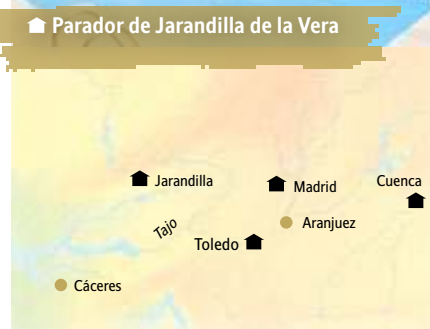 Parador de Jarandilla de la Vera
Jarandilla
Madrid
Cuenca
Aranjuez
Tajo
Toledo
Cáceres